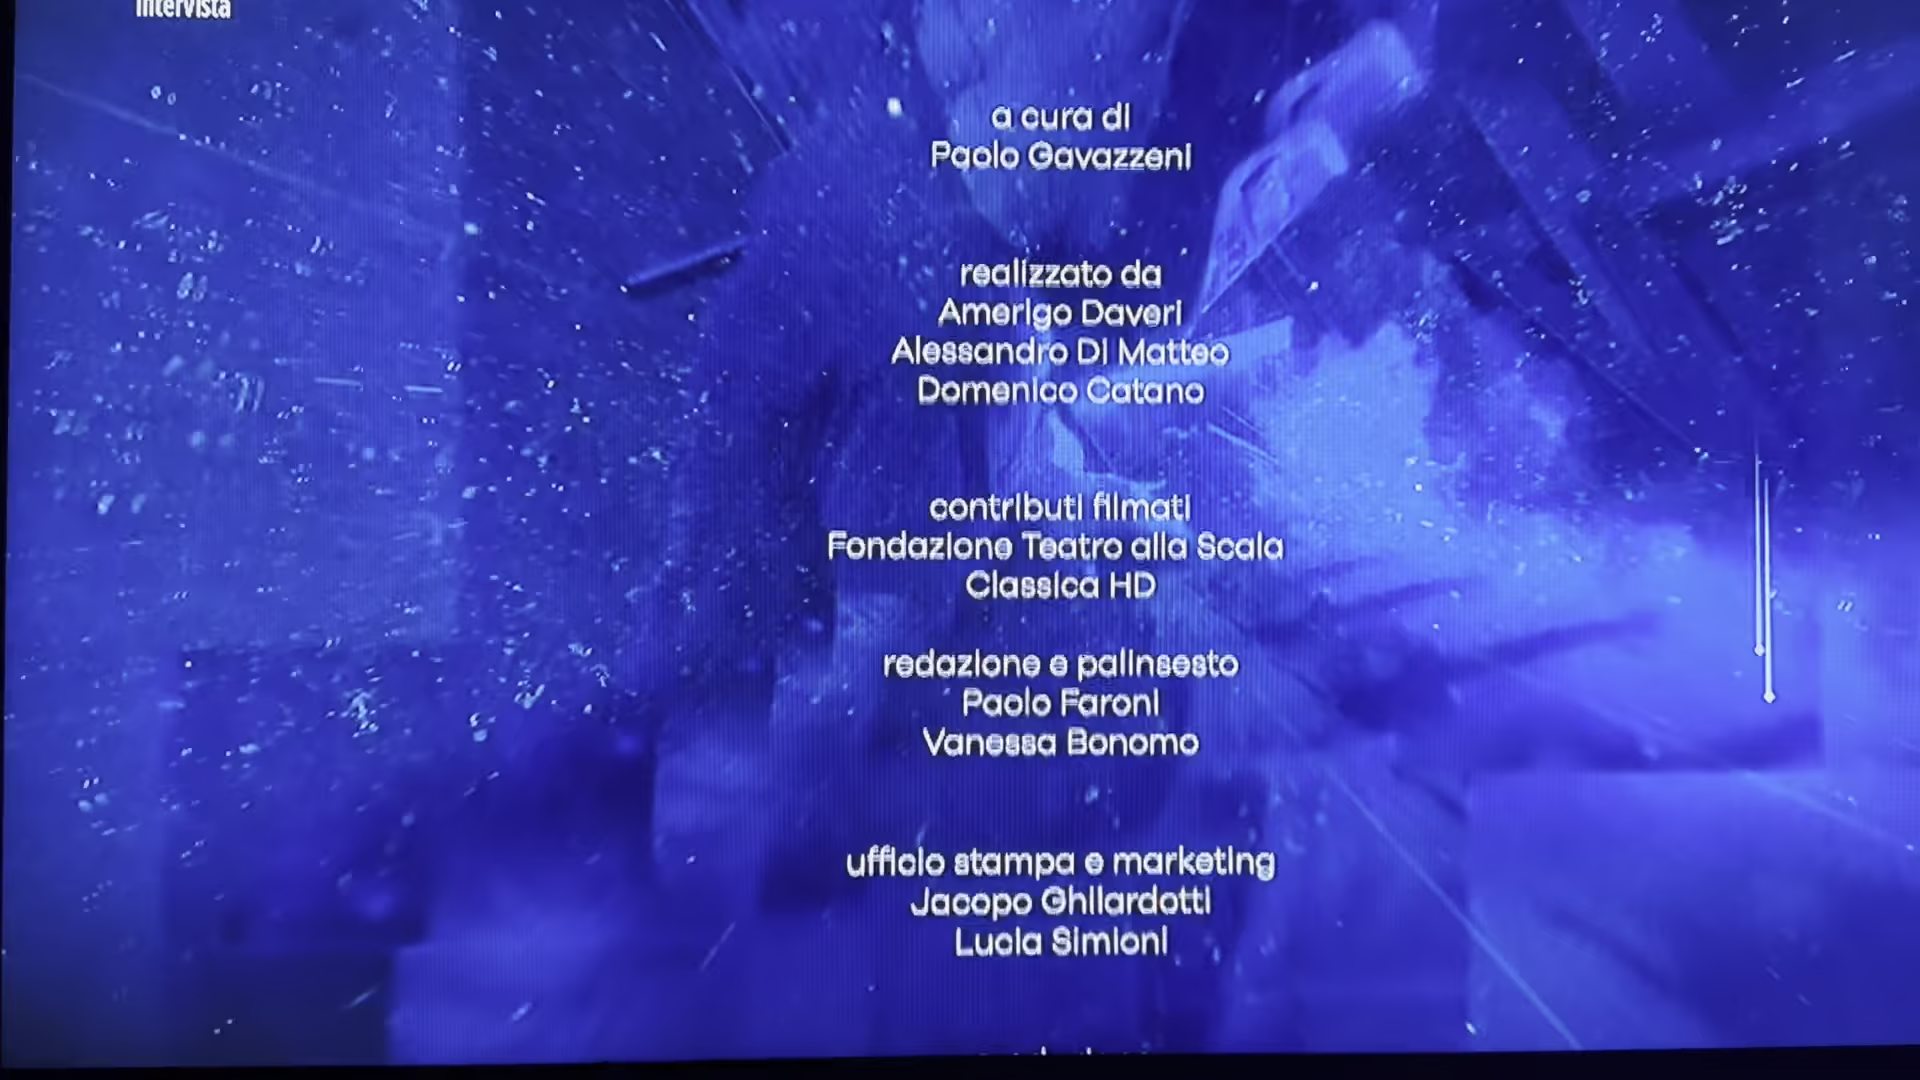 Intervista
a cura di
Paolo Gavazzeni
realizzato da
Amerigo Daveri
Alessandro Di Matteo
Domenico Catano
contributi filmati
Fondazione Teatro alla Scala
Classica HD
redazione e palinsesto
Paolo Faroni
Vanessa Bonomo
ufficio stampa e marketing
Jacopo Ghilardotti
Lucia Simioni